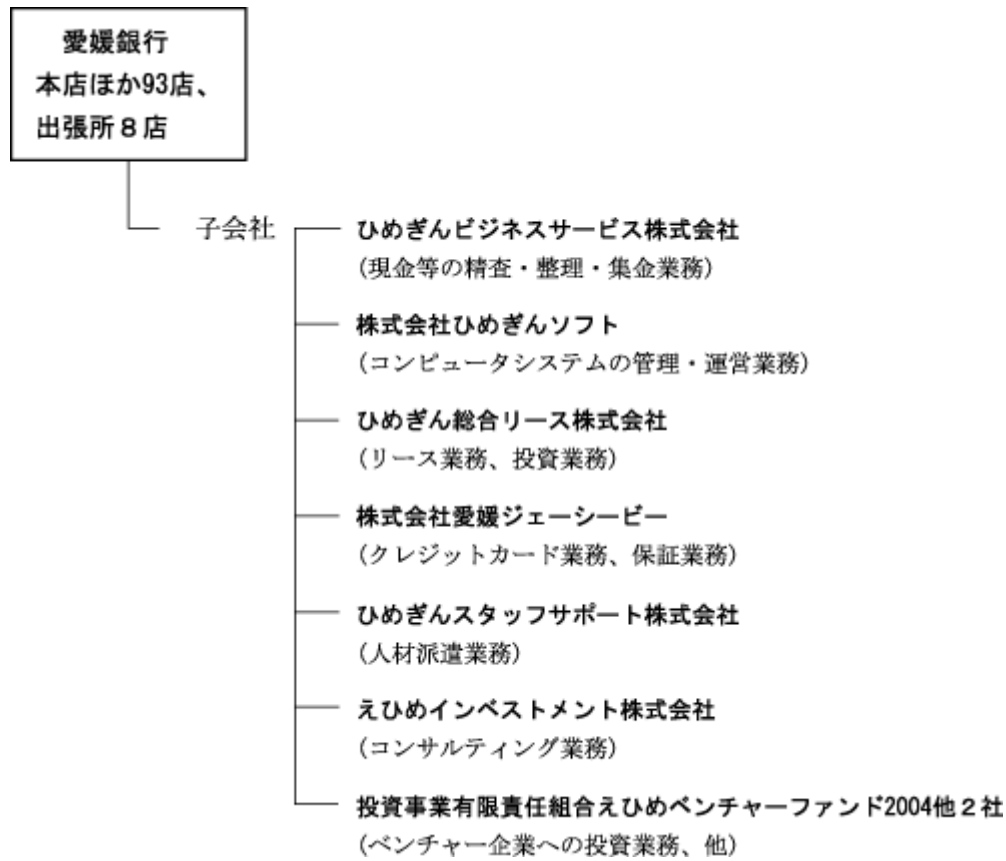 愛媛銀行
本店ほか93店、
出張所８店
子会社
ひめぎんビジネスサービス株式会社
(現金等の精査・整理・集金業務)
株式会社ひめぎんソフト
(コンピュータシステムの管理・運営業務)
ひめぎん総合リース株式会社
(リース業務、投資業務)
株式会社愛媛ジェーシービー
(クレジットカード業務、保証業務)
ひめぎんスタッフサポート株式会社
(人材派遣業務)
えひめインベストメント株式会社
(コンサルティング業務)
投資事業有限責任組合えひめベンチャーファンド2004他２社
(ベンチャー企業への投資業務、他)